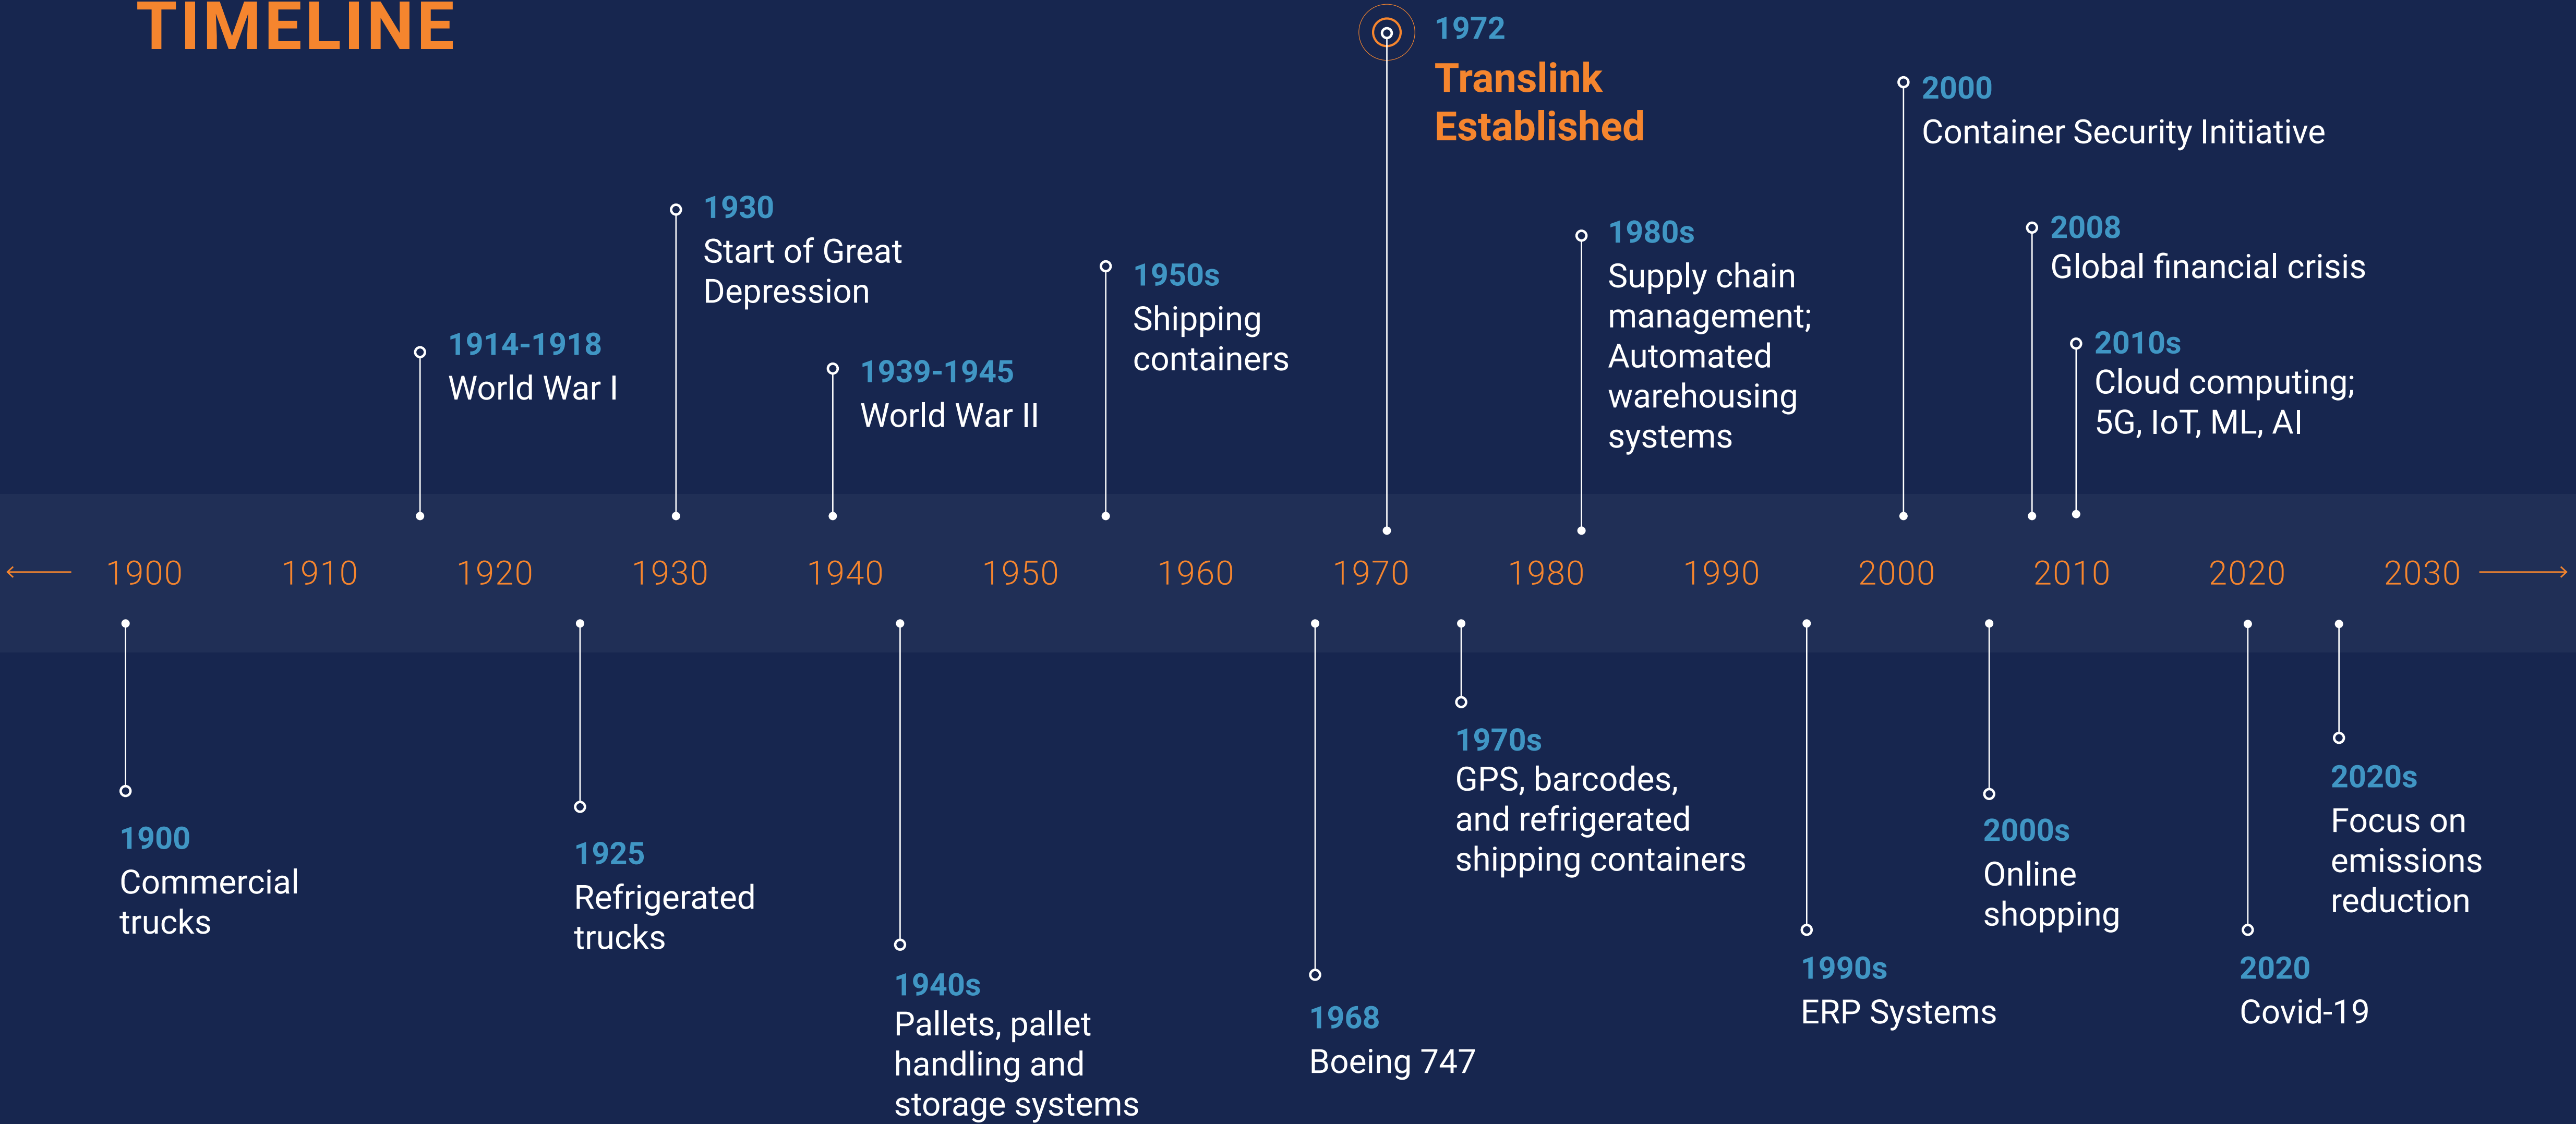 TIMELINE
1972
Translink
Established
2000
Container Security Initiative
1930
Start of Great
Depression
1980s
Supply chain
management;
Automated
warehousing
systems
2008
Global financial crisis
1950s
Shipping
containers
1914-1918
World War I
1939-1945
World War II
2010s
Cloud computing;
5G, IoT, ML, AI
1900 1910 1920 1930 1940 1950 1960 1970 1980 1990 2000 2010 2020 2030
1900
Commercial
trucks
1925
Refrigerated
trucks
1940s
Pallets, pallet
handling and
storage systems
1968
Boeing 747
1970s
GPS, barcodes,
and refrigerated
shipping containers
1990s
ERP Systems
2000s
Online
shopping
2020
Covid-19
2020s
Focus on
emissions
reduction